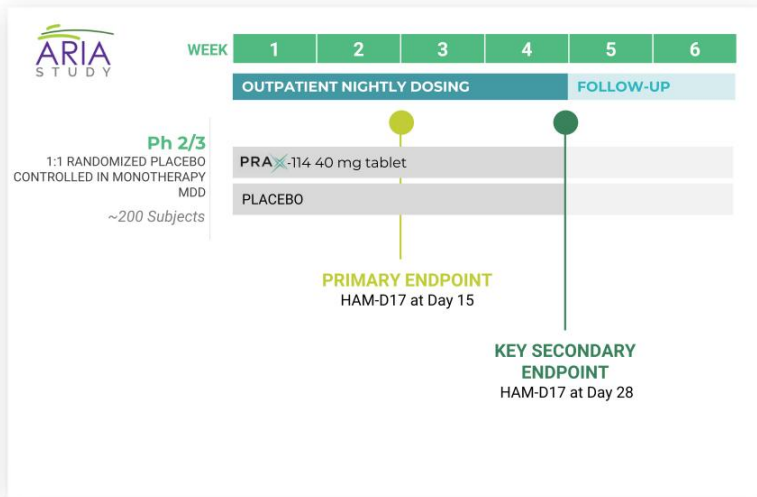 ARIA
STUDY
WEEK 1 2 3 4 5 6
OUTPATIENT NIGHTLY DOSING FOLLOW-UP
Ph 2/3
1:1 RANDOMIZED PLACEBO
CONTROLLED IN MONOTHERAPY
MDD
~200 Subjects
PRAX-114 40 mg tablet
PLACEBO
PRIMARY ENDPOINT
HAM-D17 at Day 15
KEY SECONDARY
ENDPOINT
HAM-D17 at Day 28